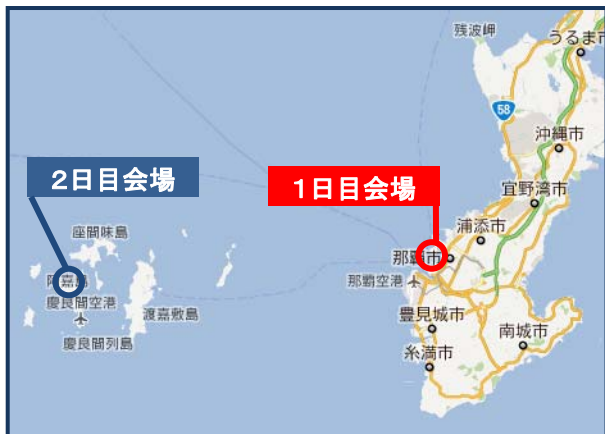 残波岬
うるま市
58
沖縄市
2日目会場
1日目会場
宜野湾市
浦添市
座間味島
那覇市
阿嘉島
那覇空港
慶良間空港
渡嘉敷島
豊見城市
慶良間列島
南城市
糸満市